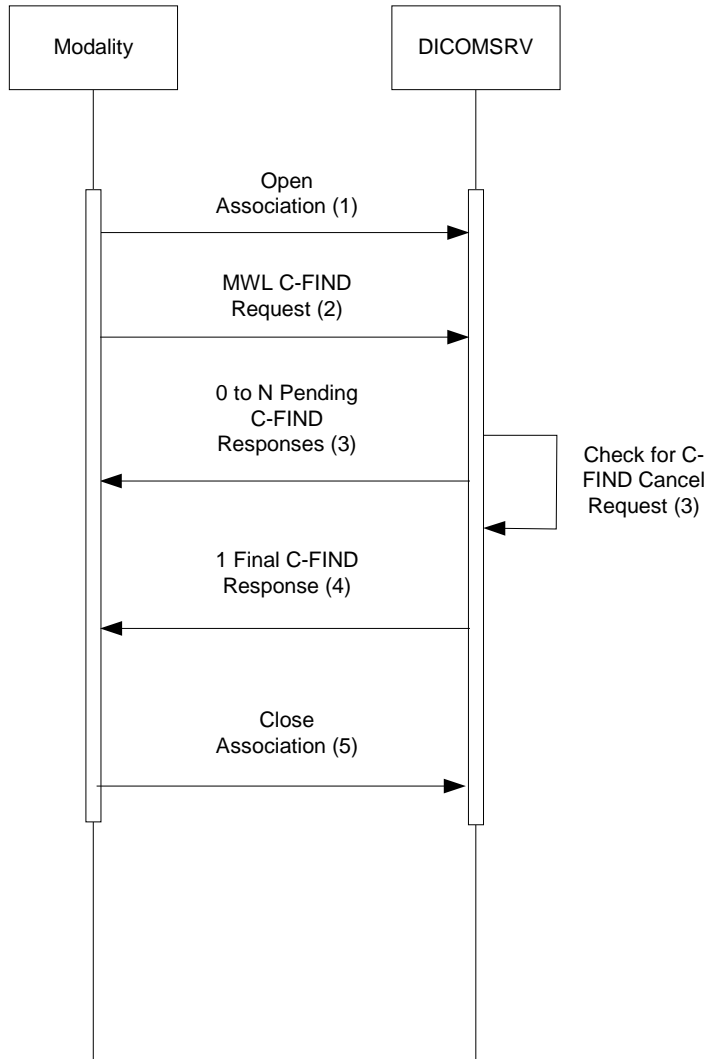 Modality
DICOMSRV
Open
Association (1)
MWL C-FIND
Request (2)
0 to N Pending
C-FIND
Responses (3)
Check for C-
FIND Cancel
Request (3)
1 Final C-FIND
Response (4)
Close
Association (5)